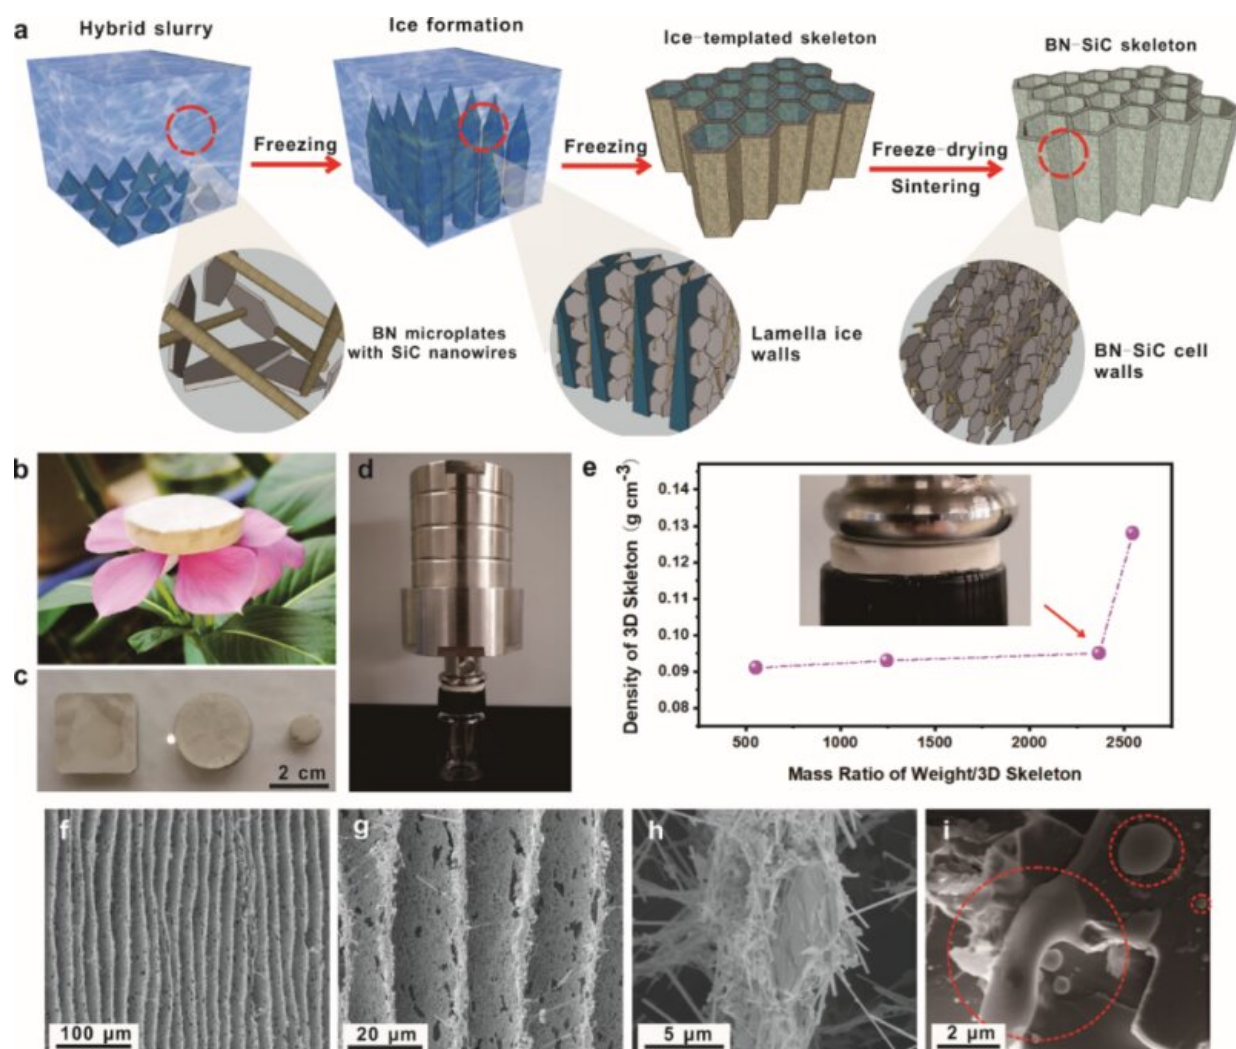 a
Hybrid slurry
Ice formation
Ice-templated skeleton
BN-SiC skeleton
Freezing
Freezing
Freeze-drying
Sintering
BN microplates
with SiC nanowires
Lamella ice
walls
BN-SiC cell
walls
b
c
2 cm
d
e
Density of 3D Skeleton (g cm-3)
0.14
0.13
0.12
0.11
0.10
0.09
0.08
500
1000
1500
2000
2500
Mass Ratio of Weight/3D Skeleton
f
100 µm
g
20 µm
h
5 µm
i
2 µm